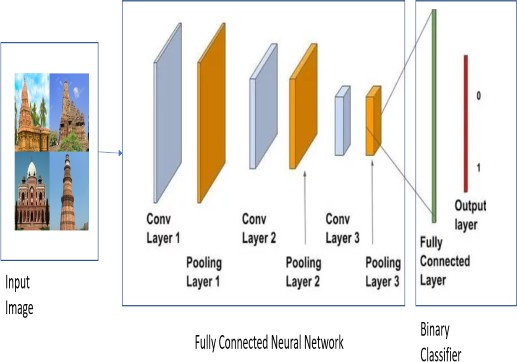 Input
Image
Conv
Layer 1
Pooling
Layer 1
Conv
Layer 2
Pooling
Layer 2
Conv
Layer 3
Pooling
Layer 3
Fully
Connected
Layer
0
1
Output
layer
Fully Connected Neural Network
Binary
Classifier